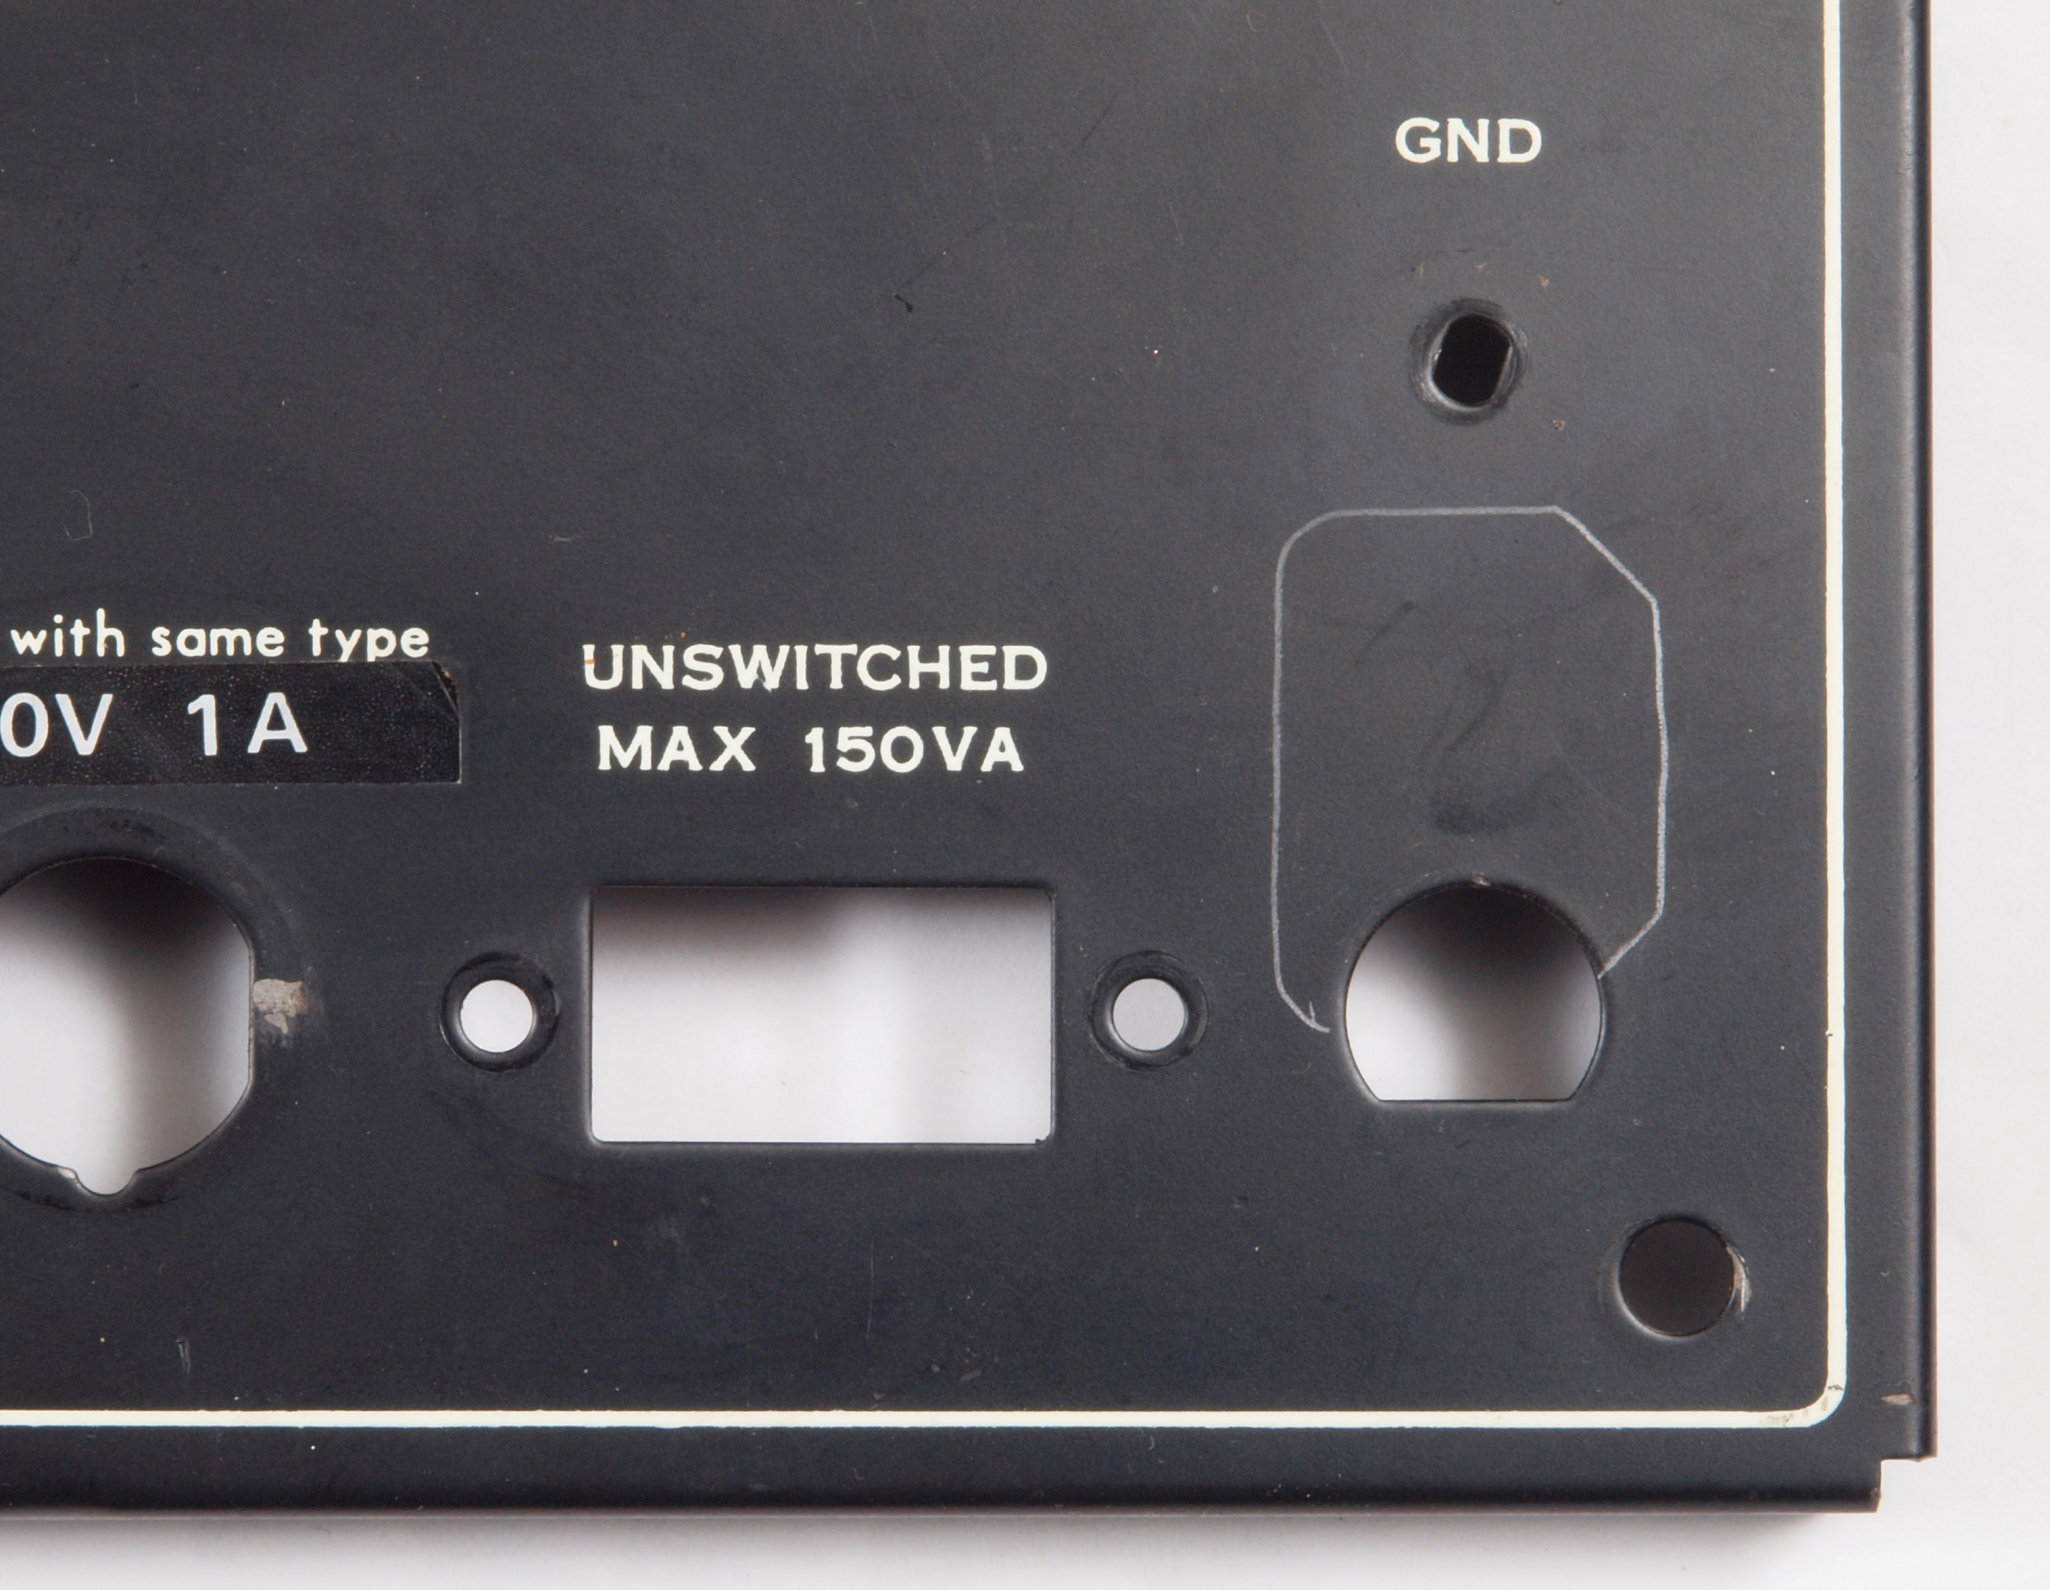 GND
with same type
0V 1A
UNSWITCHED
MAX 150VA